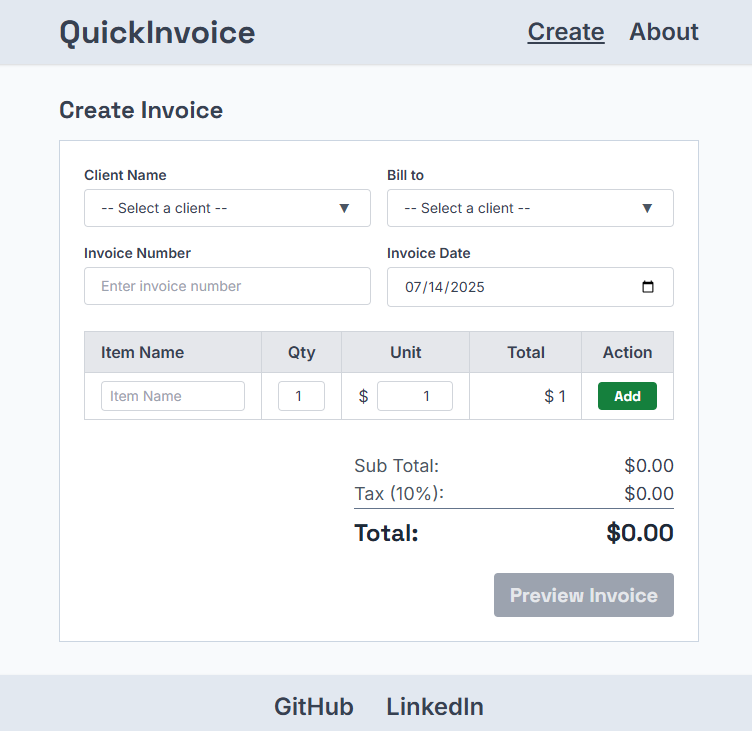 QuickInvoice Create About
Create Invoice
Client Name Bill to
-- Select a client -- ▼ -- Select a client -- ▼
Invoice Number Invoice Date
Enter invoice number 07/14/2025
Item Name Qty Unit Total Action
Item Name 1 $ 1 $ 1 Add
Sub Total: $0.00
Tax (10%): $0.00
Total: $0.00
Preview Invoice
GitHub LinkedIn